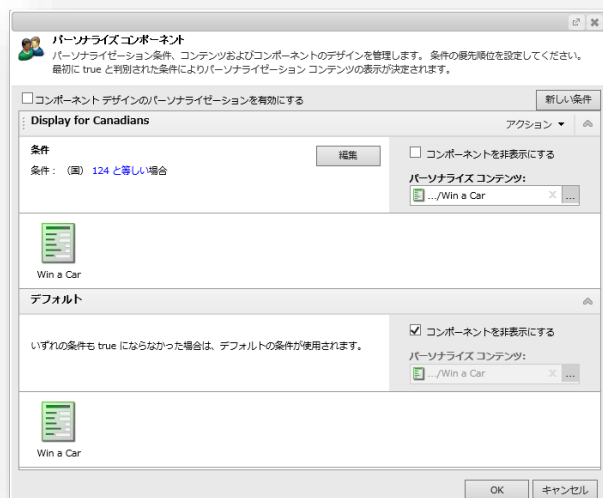 パーソナライズ コンポーネント
パーソナライゼーション条件、コンテンツおよびコンポーネントのデザインを管理します。 条件の優先順位を設定してください。
最初に true と判別された条件によりパーソナライゼーション コンテンツの表示が決定されます。
コンポーネント デザインのパーソナライゼーションを有効にする
新しい条件
Display for Canadians
アクション
条件
編集
コンポーネントを非表示にする
条件： （国） 124 と等しい場合
パーソナライズ コンテンツ:
.../Win a Car
...
Win a Car
デフォルト
コンポーネントを非表示にする
いずれの条件も true にならなかった場合は、デフォルトの条件が使用されます。
パーソナライズ コンテンツ:
.../Win a Car
...
Win a Car
OK
キャンセル